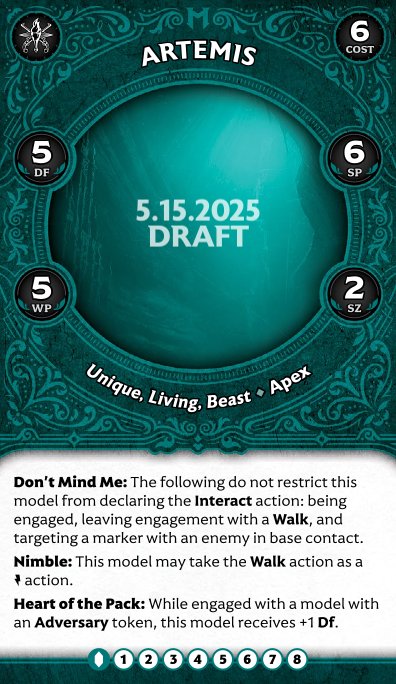 ARTEMIS
6
COST
5
DF
6
SP
5.15.2025
DRAFT
5
WP
2
SZ
Unique, Living, Beast ♦ Apex
Don't Mind Me: The following do not restrict this
model from declaring the Interact action: being
engaged, leaving engagement with a Walk, and
targeting a marker with an enemy in base contact.
Nimble: This model may take the Walk action as a
action.
Heart of the Pack: While engaged with a model with
an Adversary token, this model receives +1 Df.
1 2 3 4 5 6 7 8